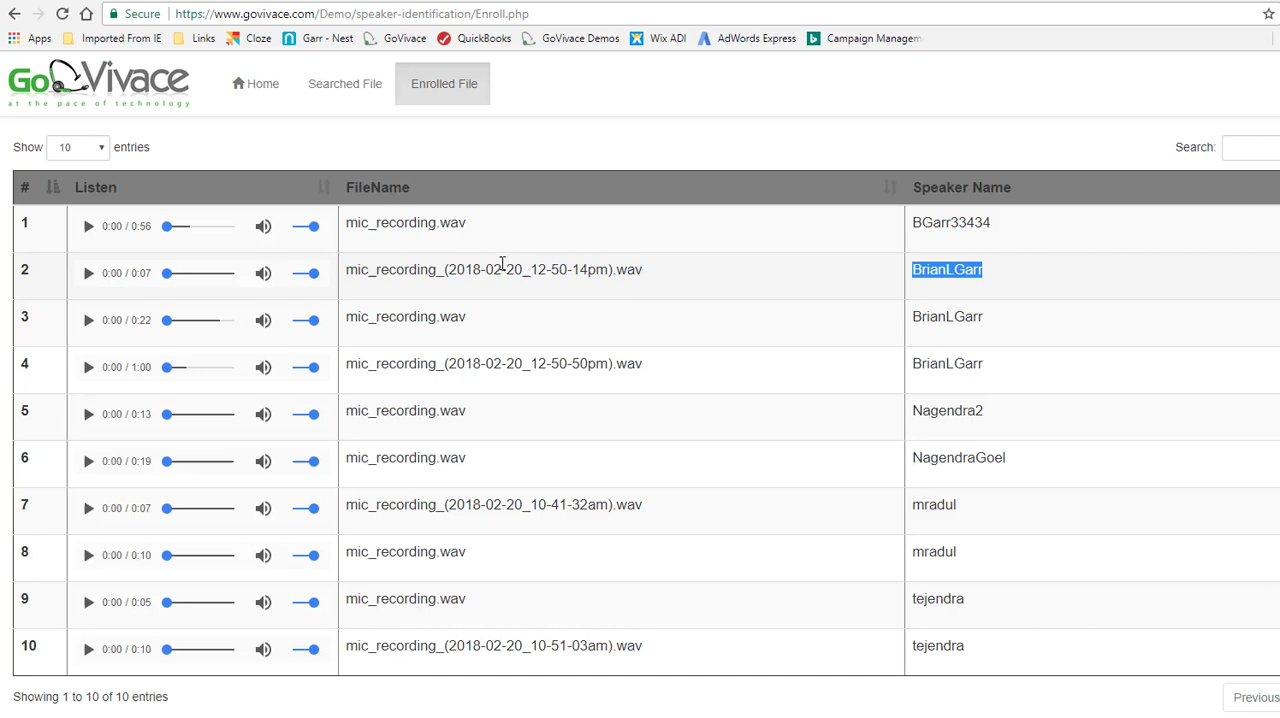 Secure https://www.govivace.com/Demo/speaker-identification/Enroll.php
Apps Imported From IE Links Cloze Garr - Nest GoVivace QuickBooks GoVivace Demos Wix ADI AdWords Express Campaign Managem
GoVivace Home Searched File Enrolled File
at the pace of technology
Show 10 entries Search:
# Listen FileName Speaker Name
1 0:00 / 0:56 mic_recording.wav BGarr33434
2 0:00 / 0:07 mic_recording_(2018-02-20_12-50-14pm).wav BrianLGarr
3 0:00 / 0:22 mic_recording.wav BrianLGarr
4 0:00 / 1:00 mic_recording_(2018-02-20_12-50-50pm).wav BrianLGarr
5 0:00 / 0:13 mic_recording.wav Nagendra2
6 0:00 / 0:19 mic_recording.wav NagendraGoel
7 0:00 / 0:07 mic_recording_(2018-02-20_10-41-32am).wav mradul
8 0:00 / 0:10 mic_recording.wav mradul
9 0:00 / 0:05 mic_recording.wav tejendra
10 0:00 / 0:10 mic_recording_(2018-02-20_10-51-03am).wav tejendra
Showing 1 to 10 of 10 entries Previous